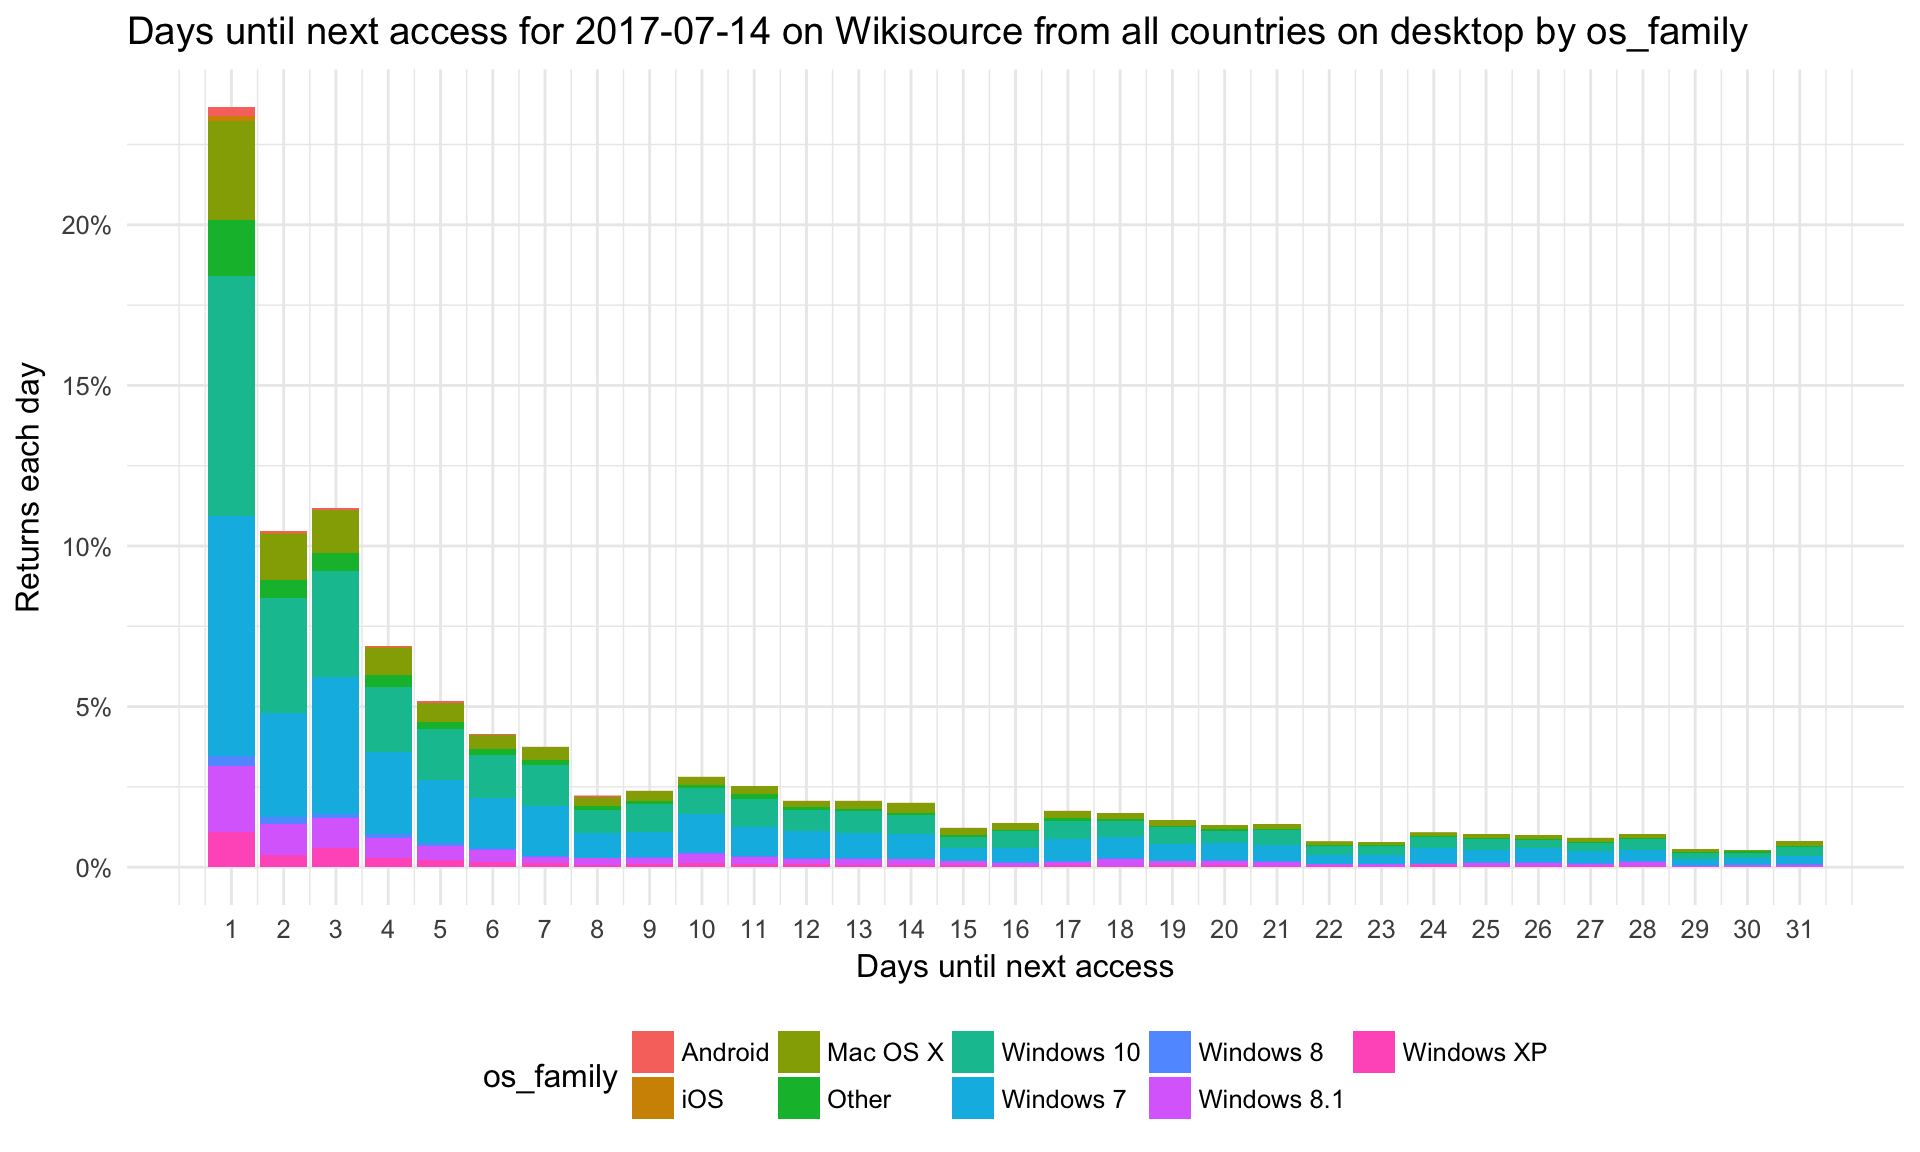 Days until next access for 2017-07-14 on Wikisource from all countries on desktop by os_family
Returns each day
20%
15%
10%
5%
0%
1 2 3 4 5 6 7 8 9 10 11 12 13 14 15 16 17 18 19 20 21 22 23 24 25 26 27 28 29 30 31
Days until next access
os_family
Android Mac OS X Windows 10 Windows 8 Windows XP
iOS Other Windows 7 Windows 8.1